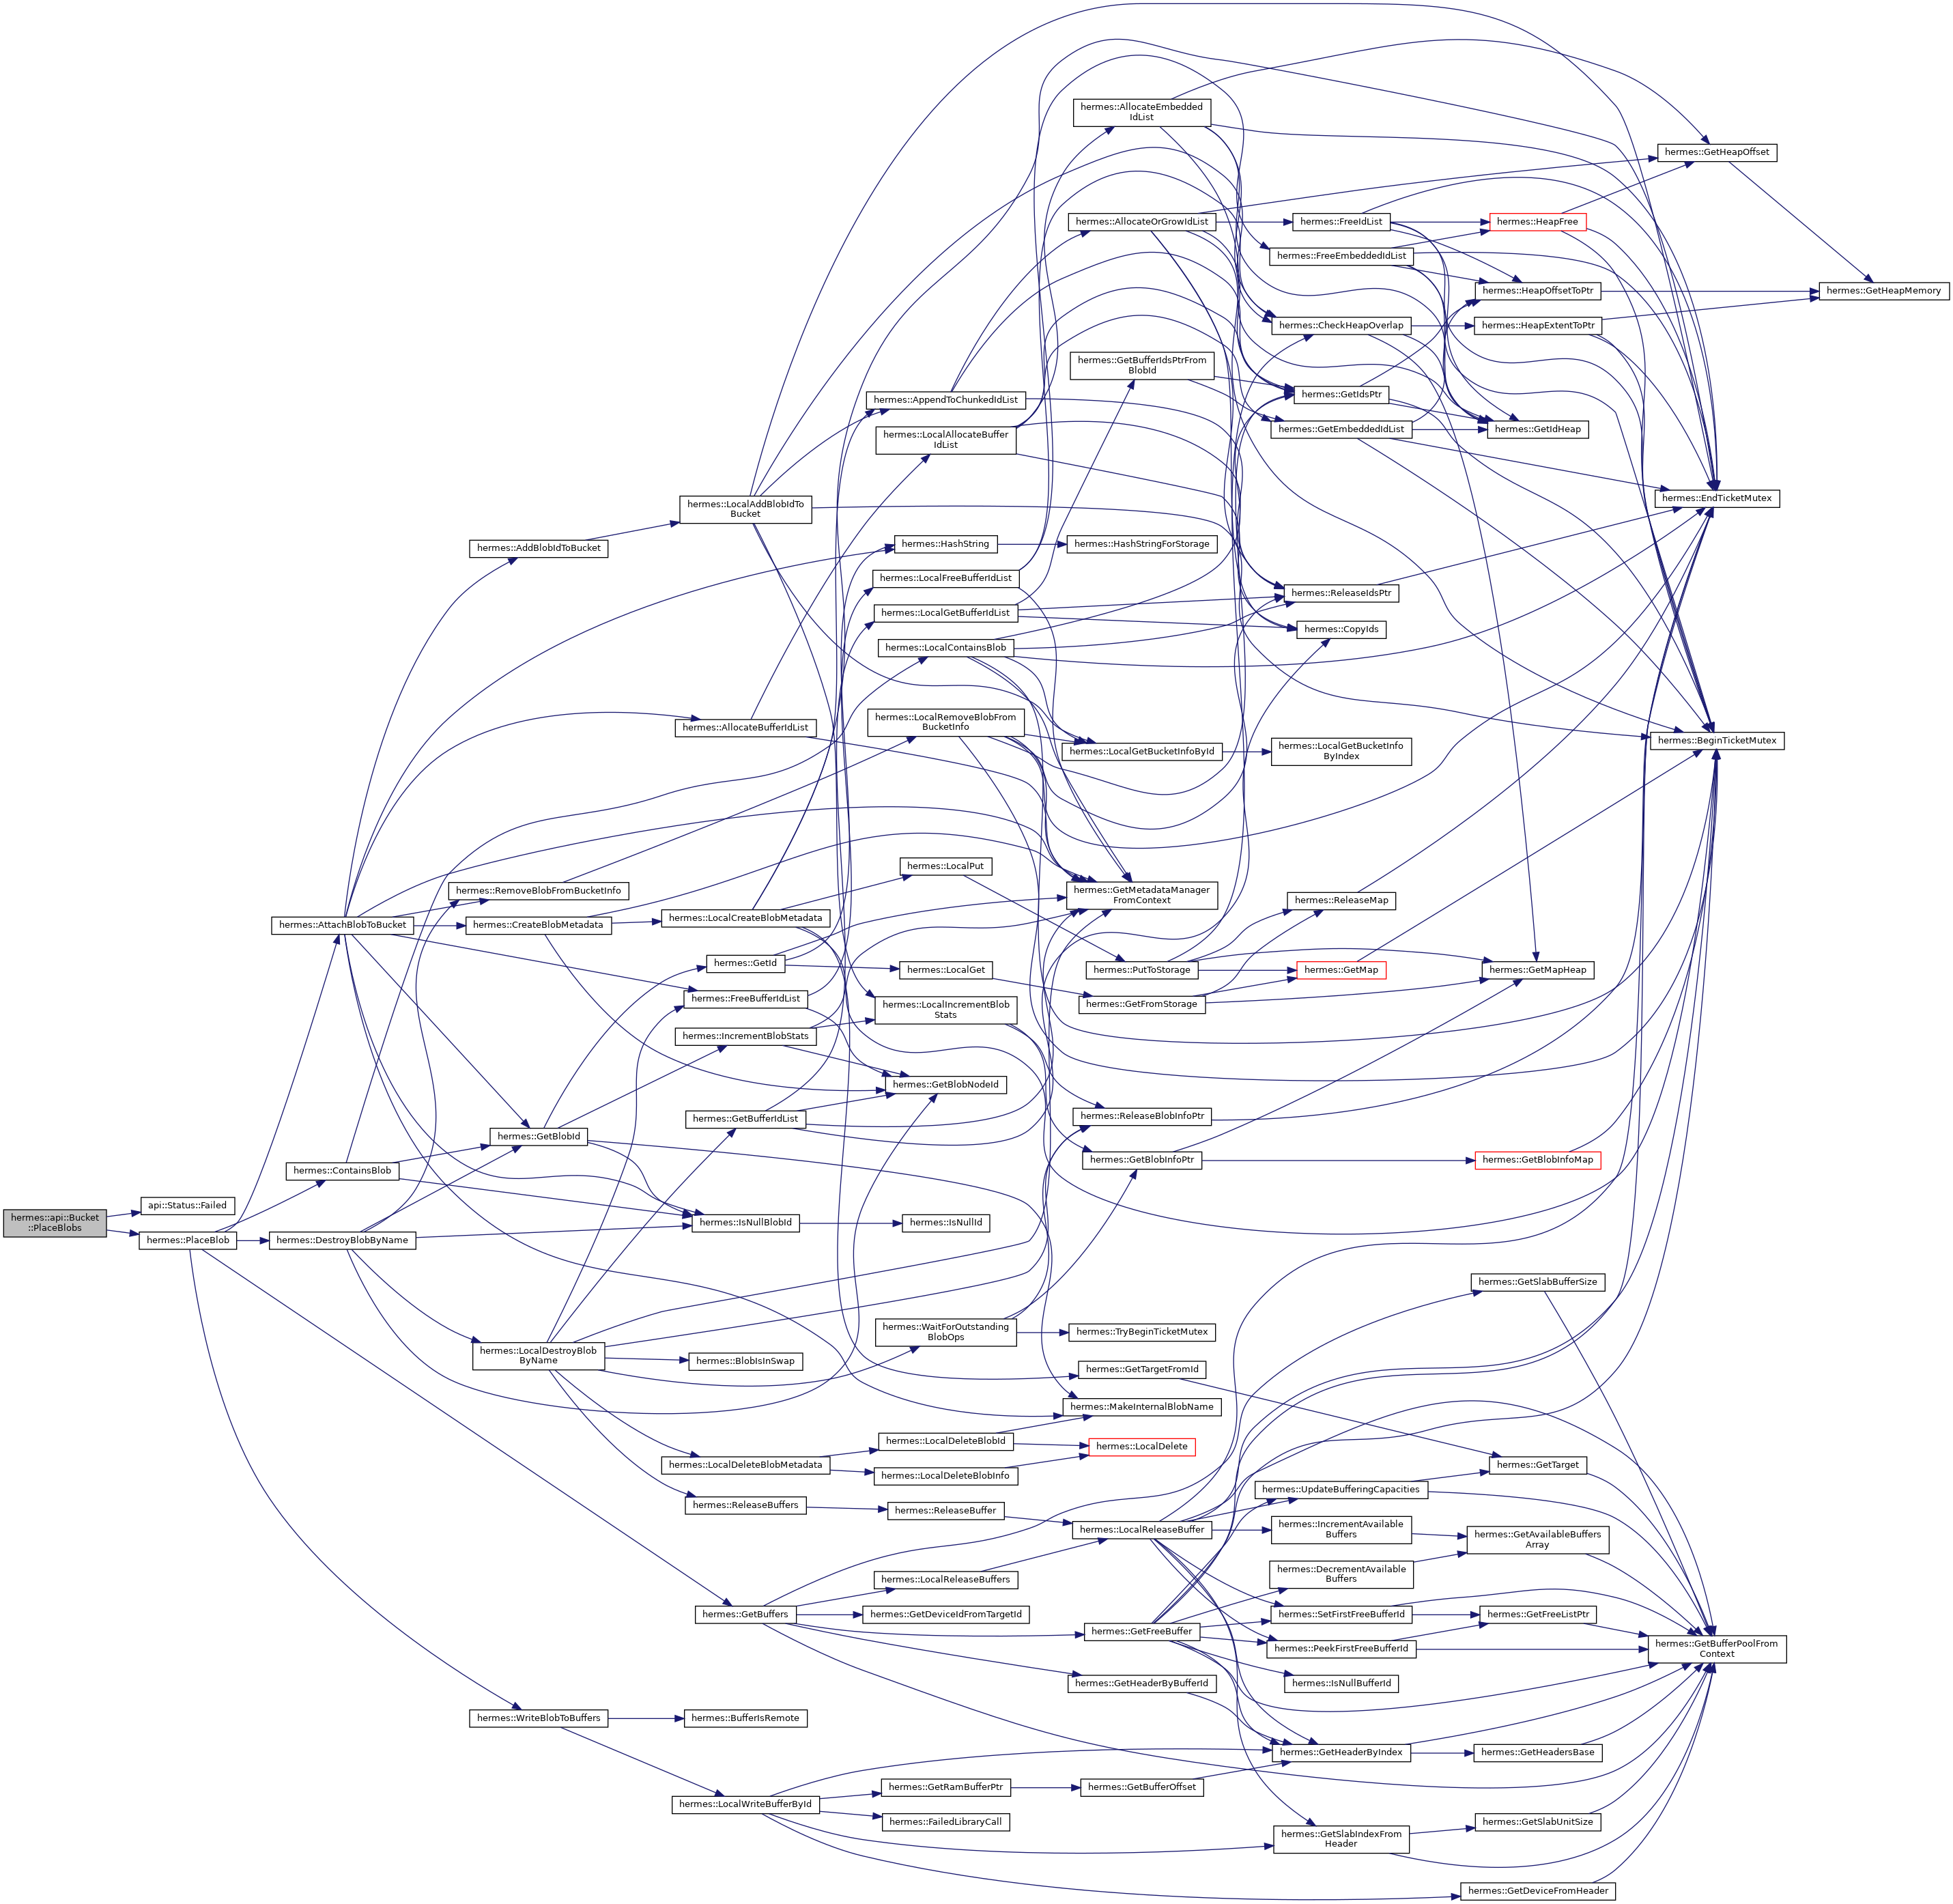 hermes::api::Bucket
::PlaceBlobs
api::Status::Failed
hermes::PlaceBlob
hermes::AttachBlobToBucket
hermes::ContainsBlob
hermes::DestroyBlobByName
hermes::AddBlobIdToBucket
hermes::RemoveBlobFromBucketInfo
hermes::CreateBlobMetadata
hermes::GetBlobId
hermes::LocalDestroyBlob
ByName
hermes::WriteBlobToBuffers
hermes::LocalAddBlobIdTo
Bucket
hermes::AllocateBufferIdList
hermes::LocalCreateBlobMetadata
hermes::GetId
hermes::FreeBufferIdList
hermes::IncrementBlobStats
hermes::GetBufferIdList
hermes::IsNullBlobId
hermes::BlobIsInSwap
hermes::LocalDeleteBlobMetadata
hermes::ReleaseBuffers
hermes::GetBuffers
hermes::BufferIsRemote
hermes::LocalWriteBufferById
hermes::AppendToChunkedIdList
hermes::LocalAllocateBuffer
IdList
hermes::HashString
hermes::LocalFreeBufferIdList
hermes::LocalGetBufferIdList
hermes::LocalContainsBlob
hermes::LocalRemoveBlobFrom
BucketInfo
hermes::LocalPut
hermes::LocalGet
hermes::LocalIncrementBlob
Stats
hermes::GetBlobNodeId
hermes::IsNullId
hermes::WaitForOutstanding
BlobOps
hermes::LocalDeleteBlobId
hermes::LocalDeleteBlobInfo
hermes::ReleaseBuffer
hermes::LocalReleaseBuffers
hermes::GetDeviceIdFromTargetId
hermes::GetRamBufferPtr
hermes::FailedLibraryCall
hermes::AllocateEmbedded
IdList
hermes::AllocateOrGrowIdList
hermes::GetBufferIdsPtrFrom
BlobId
hermes::HashStringForStorage
hermes::LocalGetBucketInfoById
hermes::GetMetadataManager
FromContext
hermes::PutToStorage
hermes::GetFromStorage
hermes::ReleaseBlobInfoPtr
hermes::GetBlobInfoPtr
hermes::TryBeginTicketMutex
hermes::GetTargetFromId
hermes::MakeInternalBlobName
hermes::LocalDelete
hermes::LocalReleaseBuffer
hermes::GetFreeBuffer
hermes::GetHeaderByBufferId
hermes::GetBufferOffset
hermes::FreeIdList
hermes::FreeEmbeddedIdList
hermes::CheckHeapOverlap
hermes::GetIdsPtr
hermes::GetEmbeddedIdList
hermes::ReleaseIdsPtr
hermes::CopyIds
hermes::LocalGetBucketInfo
ByIndex
hermes::ReleaseMap
hermes::GetMap
hermes::UpdateBufferingCapacities
hermes::IncrementAvailable
Buffers
hermes::DecrementAvailable
Buffers
hermes::SetFirstFreeBufferId
hermes::PeekFirstFreeBufferId
hermes::IsNullBufferId
hermes::GetHeaderByIndex
hermes::GetSlabIndexFrom
Header
hermes::HeapFree
hermes::HeapOffsetToPtr
hermes::HeapExtentToPtr
hermes::GetIdHeap
hermes::GetMapHeap
hermes::GetBlobInfoMap
hermes::GetSlabBufferSize
hermes::GetTarget
hermes::GetAvailableBuffers
Array
hermes::GetFreeListPtr
hermes::GetHeadersBase
hermes::GetSlabUnitSize
hermes::GetDeviceFromHeader
hermes::GetHeapOffset
hermes::EndTicketMutex
hermes::BeginTicketMutex
hermes::GetBufferPoolFrom
Context
hermes::GetHeapMemory